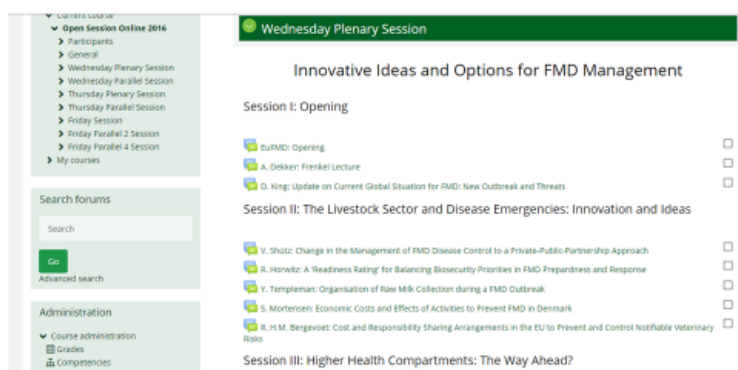 Current course
Open Session Online 2016
Participants
General
Wednesday Plenary Session
Wednesday Parallel Session
Thursday Plenary Session
Thursday Parallel Session
Friday Session
Friday Parallel 2 Session
Friday Parallel 4 Session
My courses
Search forums
Search
Go
Advanced search
Administration
Course administration
Grades
Competencies
Wednesday Plenary Session
Innovative Ideas and Options for FMD Management
Session I: Opening
EuFMD: Opening
A. Dekker: Frenkel Lecture
D. King: Update on Current Global Situation for FMD: New Outbreak and Threats
Session II: The Livestock Sector and Disease Emergencies: Innovation and Ideas
V. Shütz: Change in the Management of FMD Disease Control to a Private-Public-Partnership Approach
R. Horwitz: A 'Readiness Rating' for Balancing Biosecurity Priorities in FMD Prepardness and Response
Y. Templeman: Organisation of Raw Milk Collection during a FMD Outbreak
S. Mortensen: Economic Costs and Effects of Activities to Prevent FMD in Denmark
R. H.M. Bergevoet: Cost and Responsibility Sharing Arrangements in the EU to Prevent and Control Notifiable Veterinary
Risks
Session III: Higher Health Compartments: The Way Ahead?